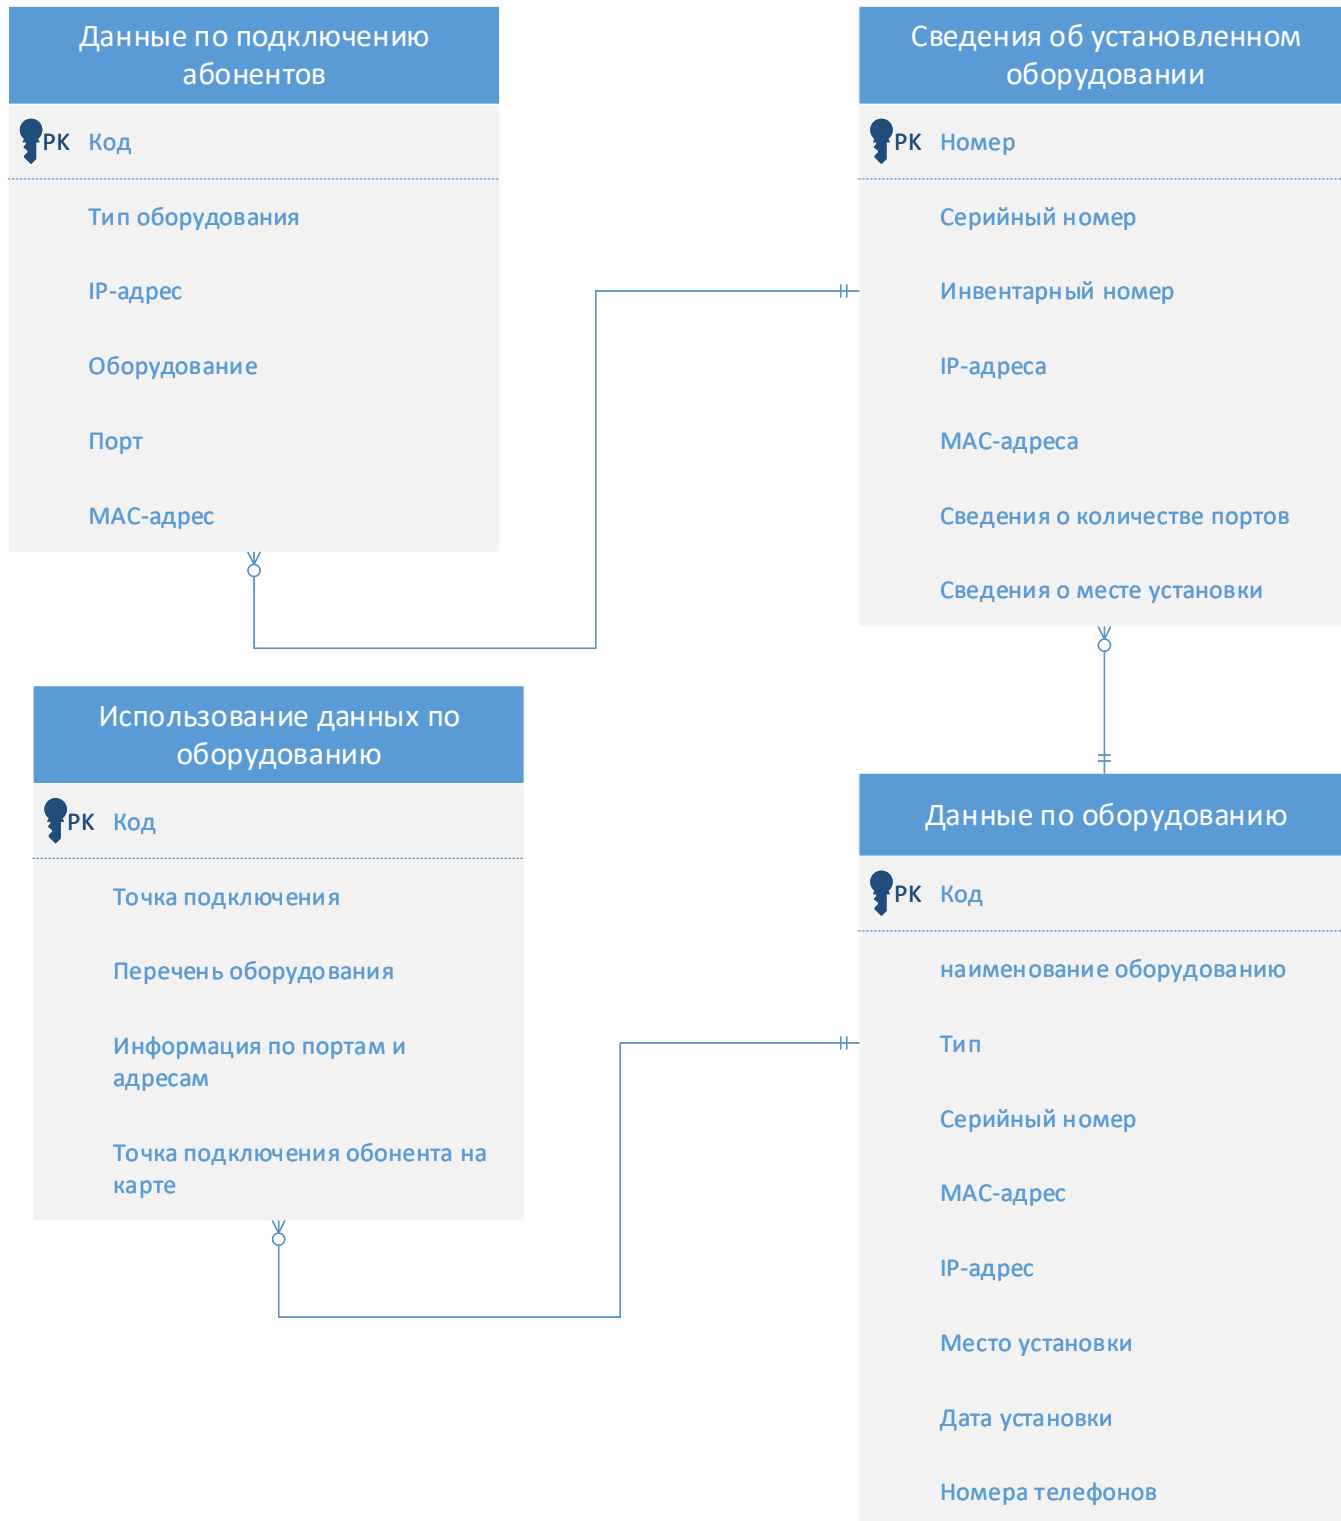 Данные по подключению
абонентов
PK Код
Тип оборудования
IP-адрес
Оборудование
Порт
MAC-адрес
Сведения об установленном
оборудовании
PK Номер
Серийный номер
Инвентарный номер
IP-адреса
MAC-адреса
Сведения о количестве портов
Сведения о месте установки
Использование данных по
оборудованию
PK Код
Точка подключения
Перечень оборудования
Информация по портам и
адресам
Точка подключения обонента на
карте
Данные по оборудованию
PK Код
наименование оборудованию
Тип
Серийный номер
MAC-адрес
IP-адрес
Место установки
Дата установки
Номера телефонов